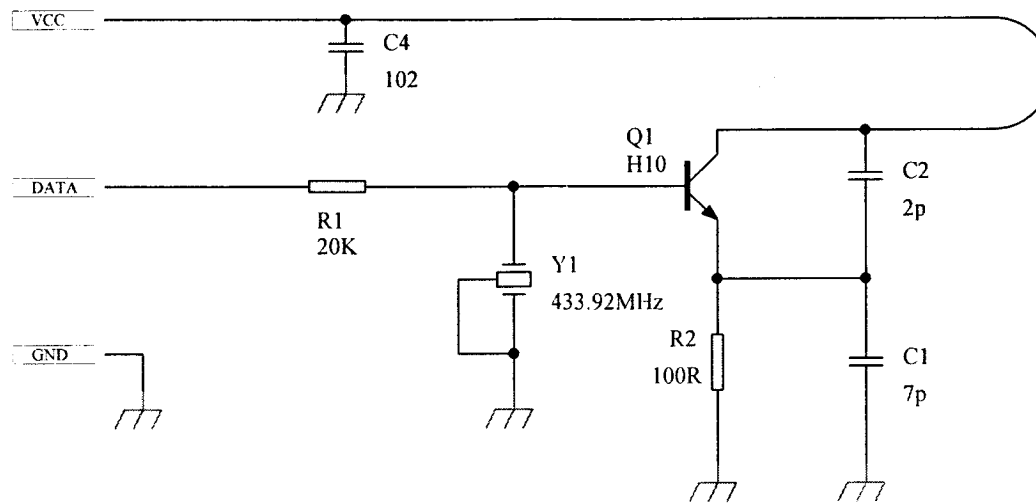 VCC
C4
102
Q1
H10
C2
2p
DATA
R1
20K
Y1
433.92MHz
R2
100R
C1
7p
GND